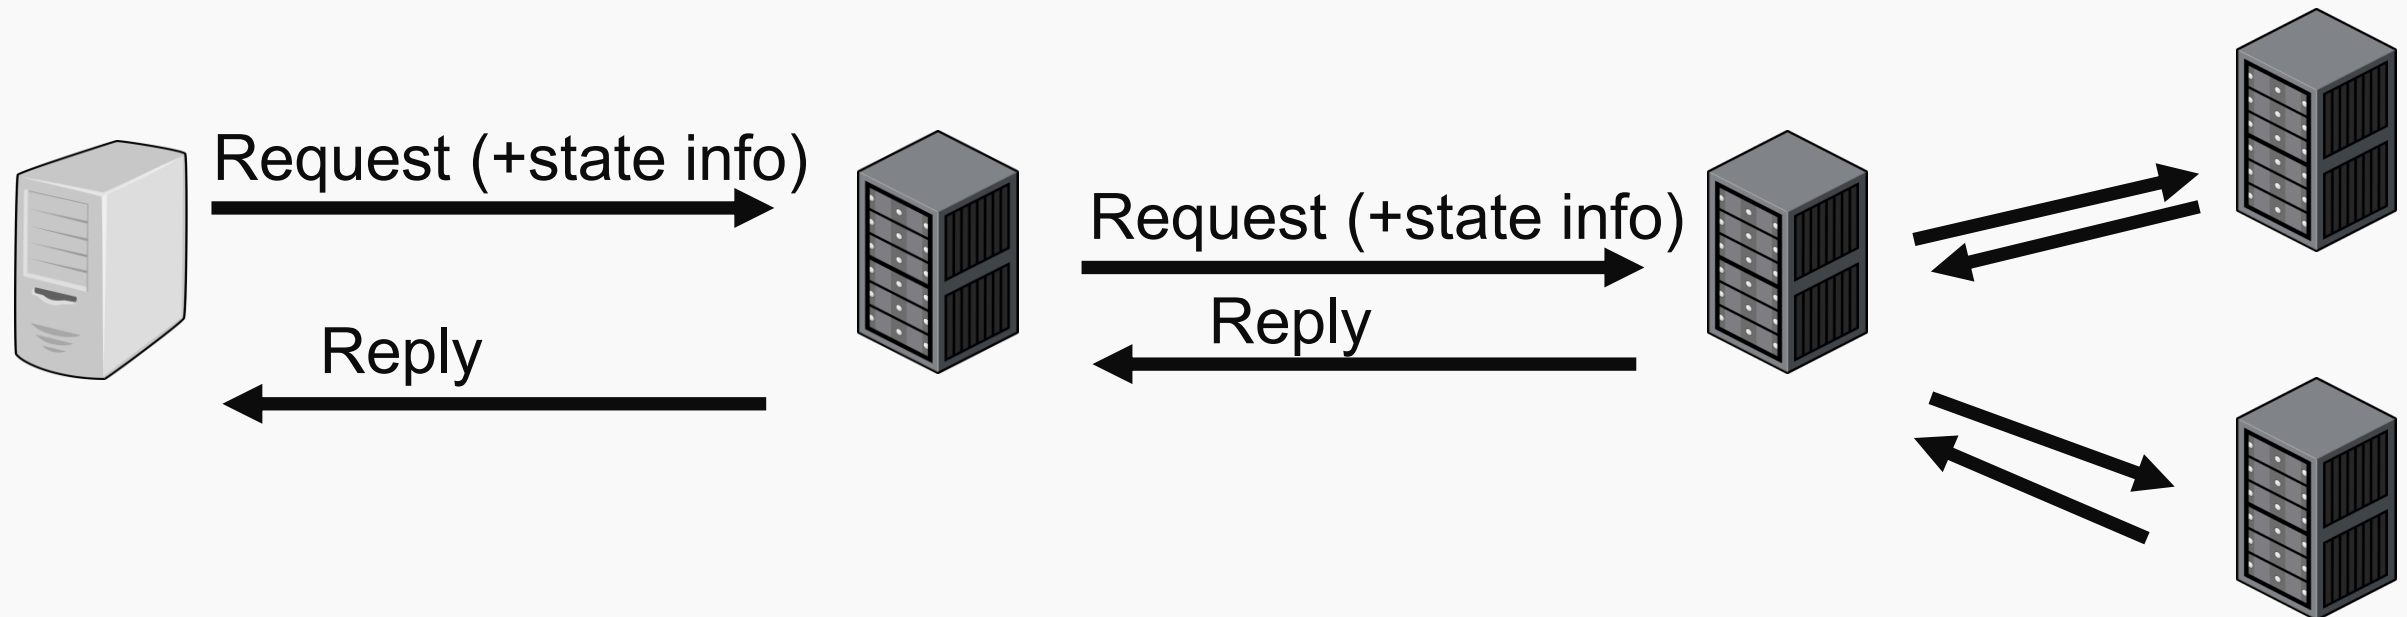 Request (+state info)
Request (+state info)
Reply
Reply